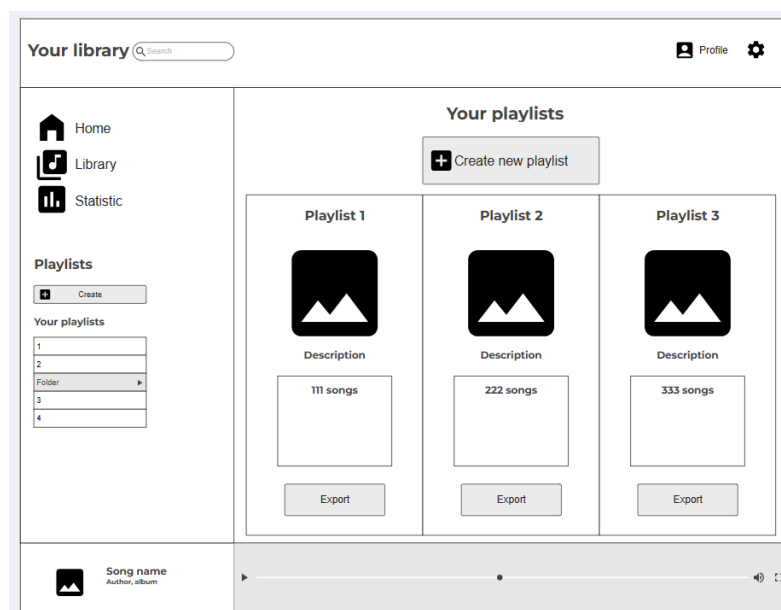 Your library
Search
Profile
Home
Library
Statistic
Playlists
Create
Your playlists
1
2
Folder
3
4
Your playlists
Create new playlist
Playlist 1
Description
111 songs
Export
Playlist 2
Description
222 songs
Export
Playlist 3
Description
333 songs
Export
Song name
Author, album